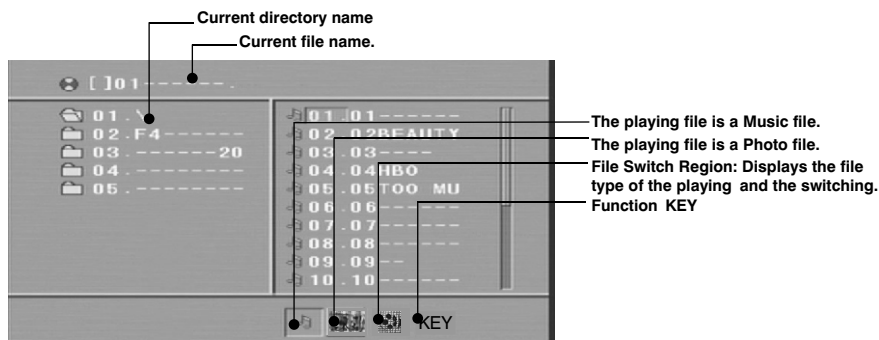 Current directory name
Current file name.
[ ]01-------.
01.\
02.F4------
03.------20
04.--------
05.--------
01.01------
02.02BEAUTY
03.03----
04.04HBO
05.05TOO MU
06.06------
07.07------
08.08------
09.09--
10.10------
KEY
The playing file is a Music file.
The playing file is a Photo file.
File Switch Region: Displays the file
type of the playing and the switching.
Function KEY